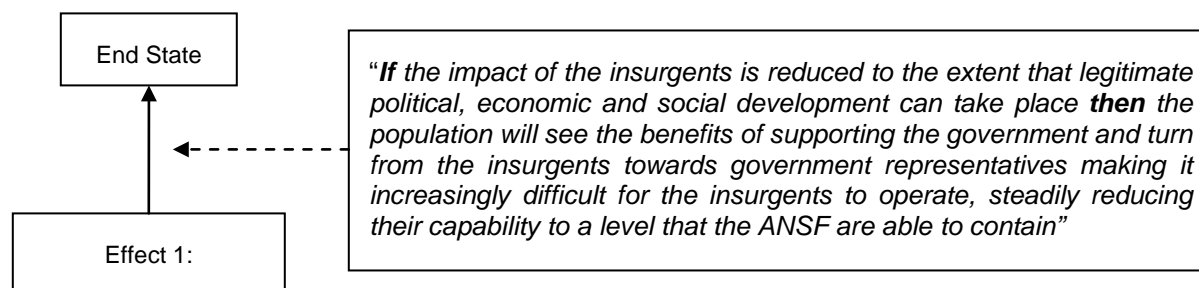 End State
“If the impact of the insurgents is reduced to the extent that legitimate
political, economic and social development can take place then the
population will see the benefits of supporting the government and turn
from the insurgents towards government representatives making it
increasingly difficult for the insurgents to operate, steadily reducing
their capability to a level that the ANSF are able to contain”
Effect 1: